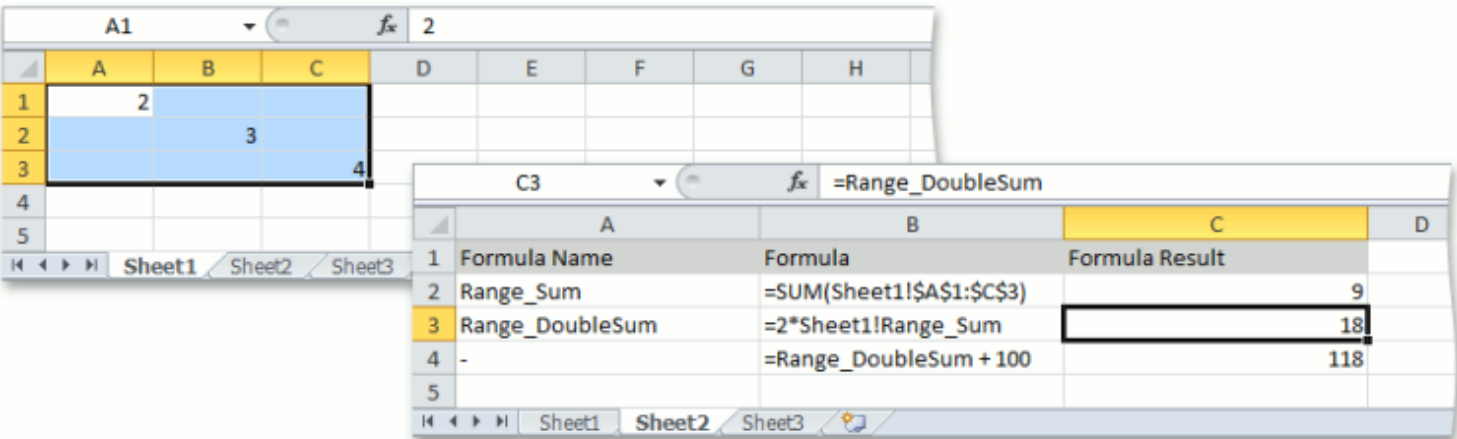 A1 fx 2
A B C D E F G H
1 2
2 3
3 4
4
5
Sheet1 Sheet2 Sheet3
C3 fx =Range_DoubleSum
A B C D
1 Formula Name Formula Formula Result
2 Range_Sum =SUM(Sheet1!$A$1:$C$3) 9
3 Range_DoubleSum =2*Sheet1!Range_Sum 18
4 - =Range_DoubleSum + 100 118
5
Sheet1 Sheet2 Sheet3